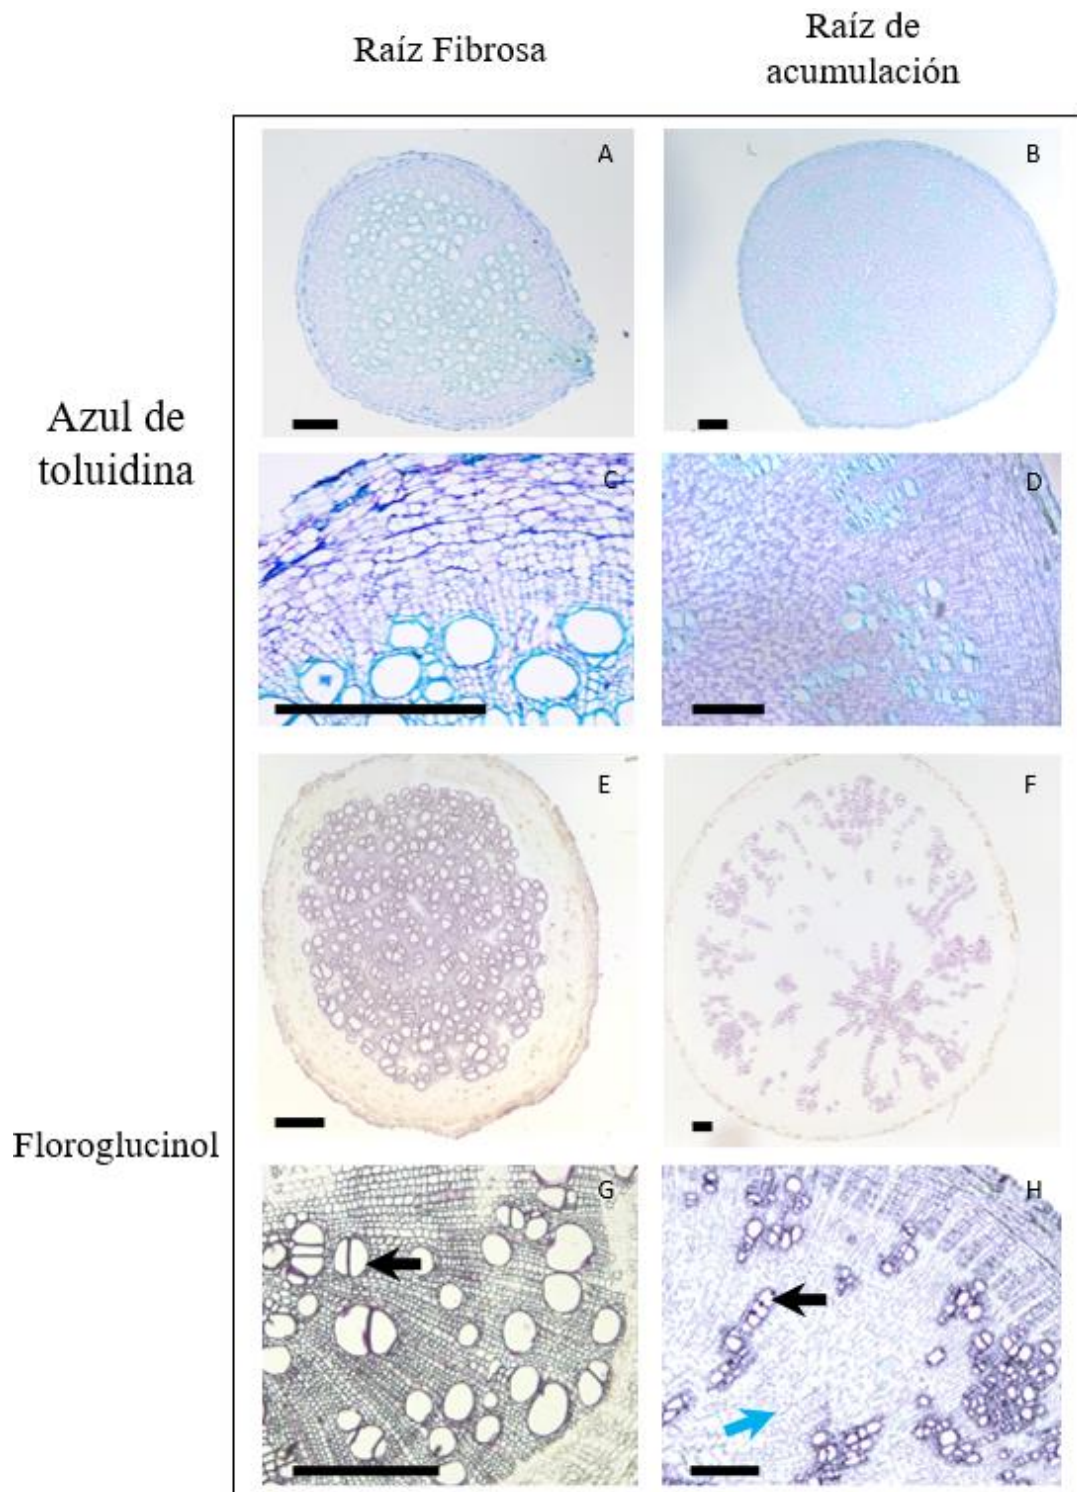 Raíz Fibrosa
Raíz de
acumulación
A
B
Azul de
toluidina
C
D
E
F
Floroglucinol
G
H